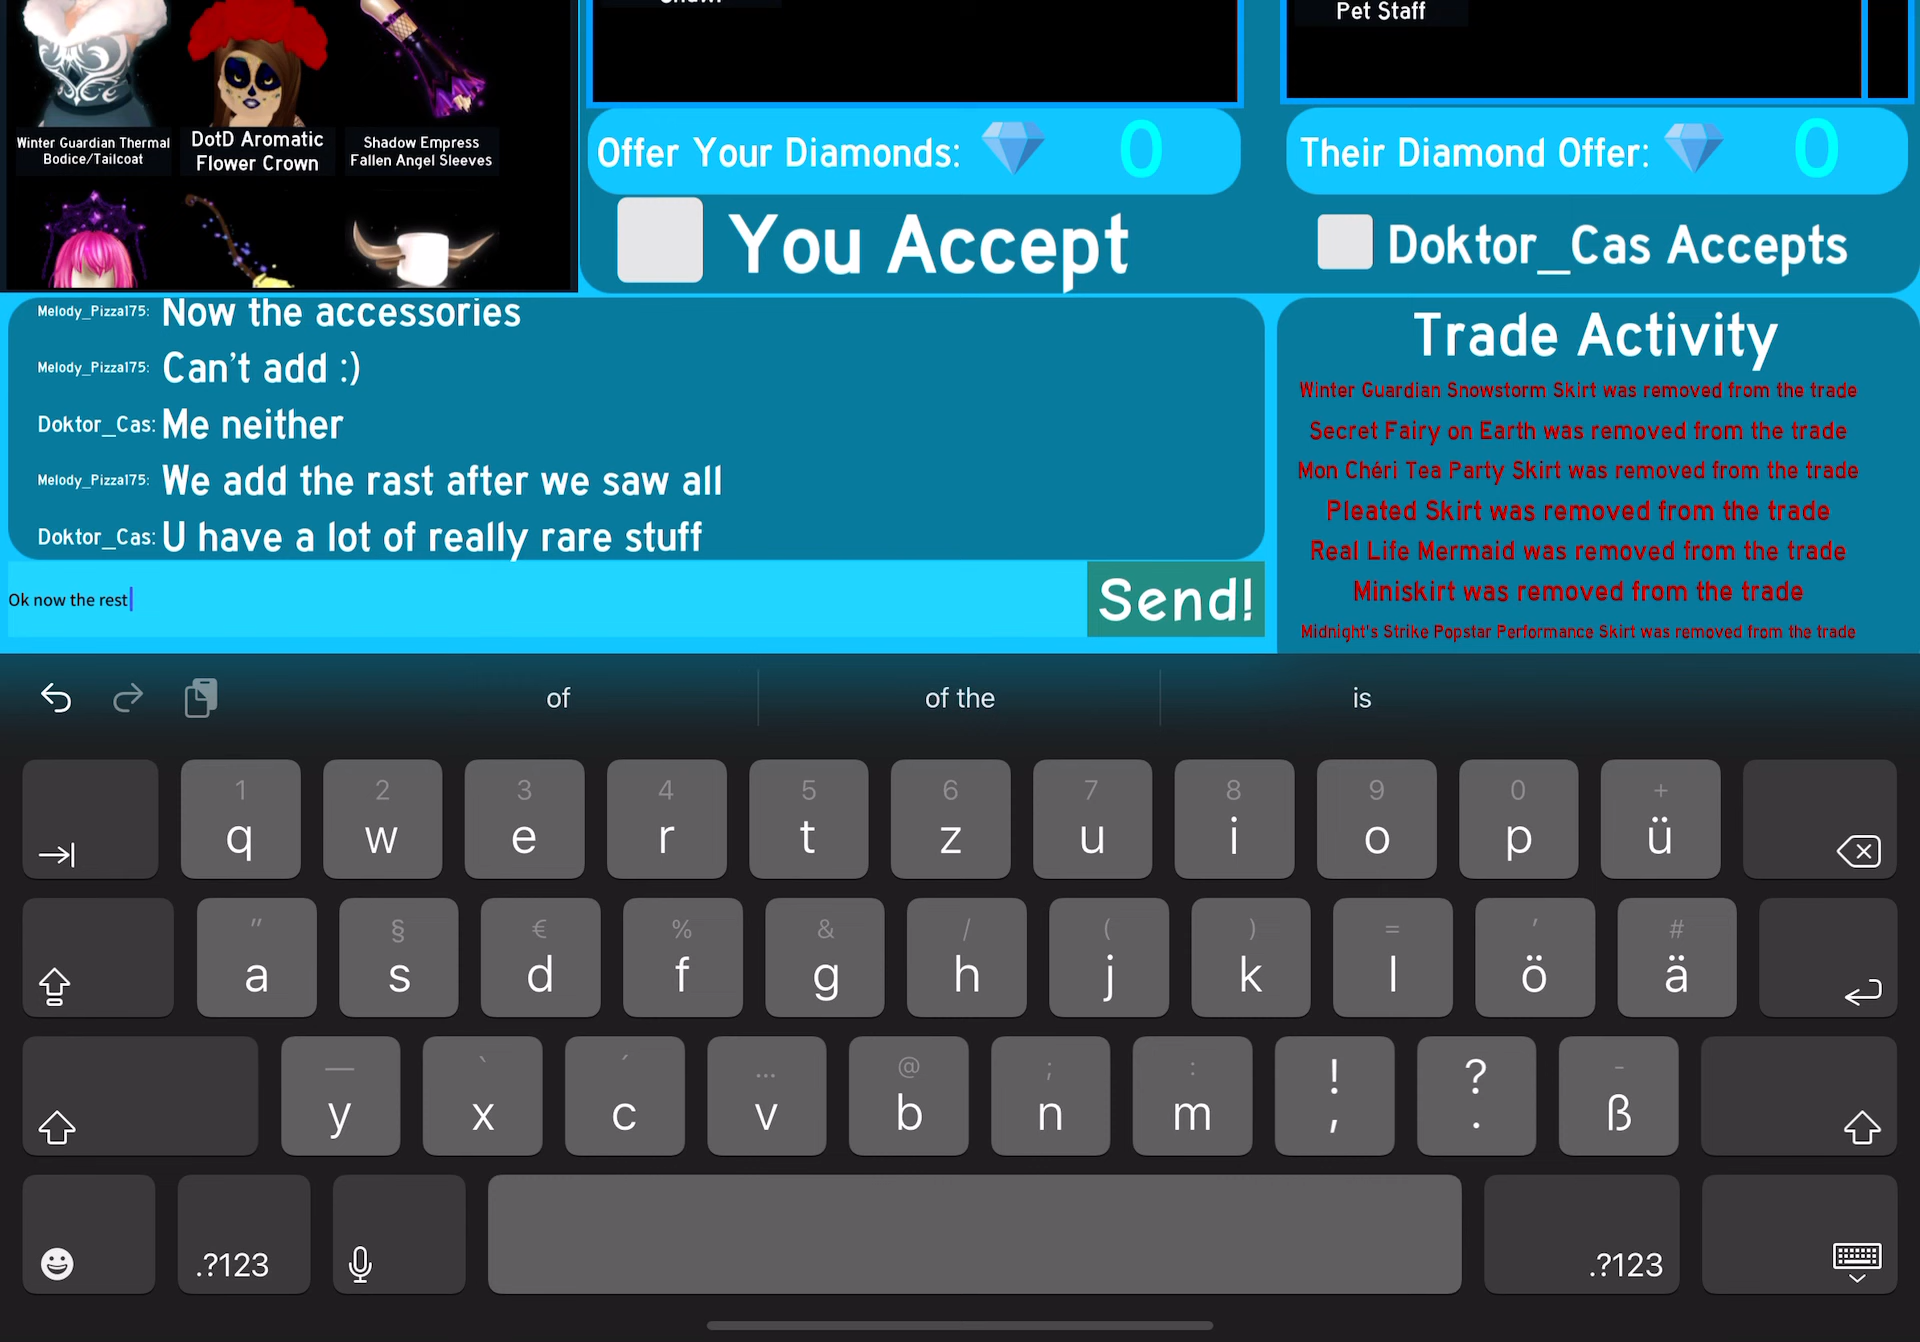 Pet Staff
Winter Guardian Thermal
Bodice/Tailcoat
DotD Aromatic
Flower Crown
Shadow Empress
Fallen Angel Sleeves
Offer Your Diamonds: 0
Their Diamond Offer: 0
You Accept
Doktor_Cas Accepts
Melody_Pizza175: Now the accessories
Melody_Pizza175: Can't add :)
Doktor_Cas: Me neither
Melody_Pizza175: We add the rast after we saw all
Doktor_Cas: U have a lot of really rare stuff
Ok now the rest
Send!
Trade Activity
Winter Guardian Snowstorm Skirt was removed from the trade
Secret Fairy on Earth was removed from the trade
Mon Chéri Tea Party Skirt was removed from the trade
Pleated Skirt was removed from the trade
Real Life Mermaid was removed from the trade
Miniskirt was removed from the trade
Midnight's Strike Popstar Performance Skirt was removed from the trade
of of the is
1 2 3 4 5 6 7 8 9 0 +
q w e r t z u i o p ü
" § € % & / ( ) = ' #
a s d f g h j k l ö ä
— ` ´ ... @ ; : ! ? -
y x c v b n m , . ß
.?123 .?123